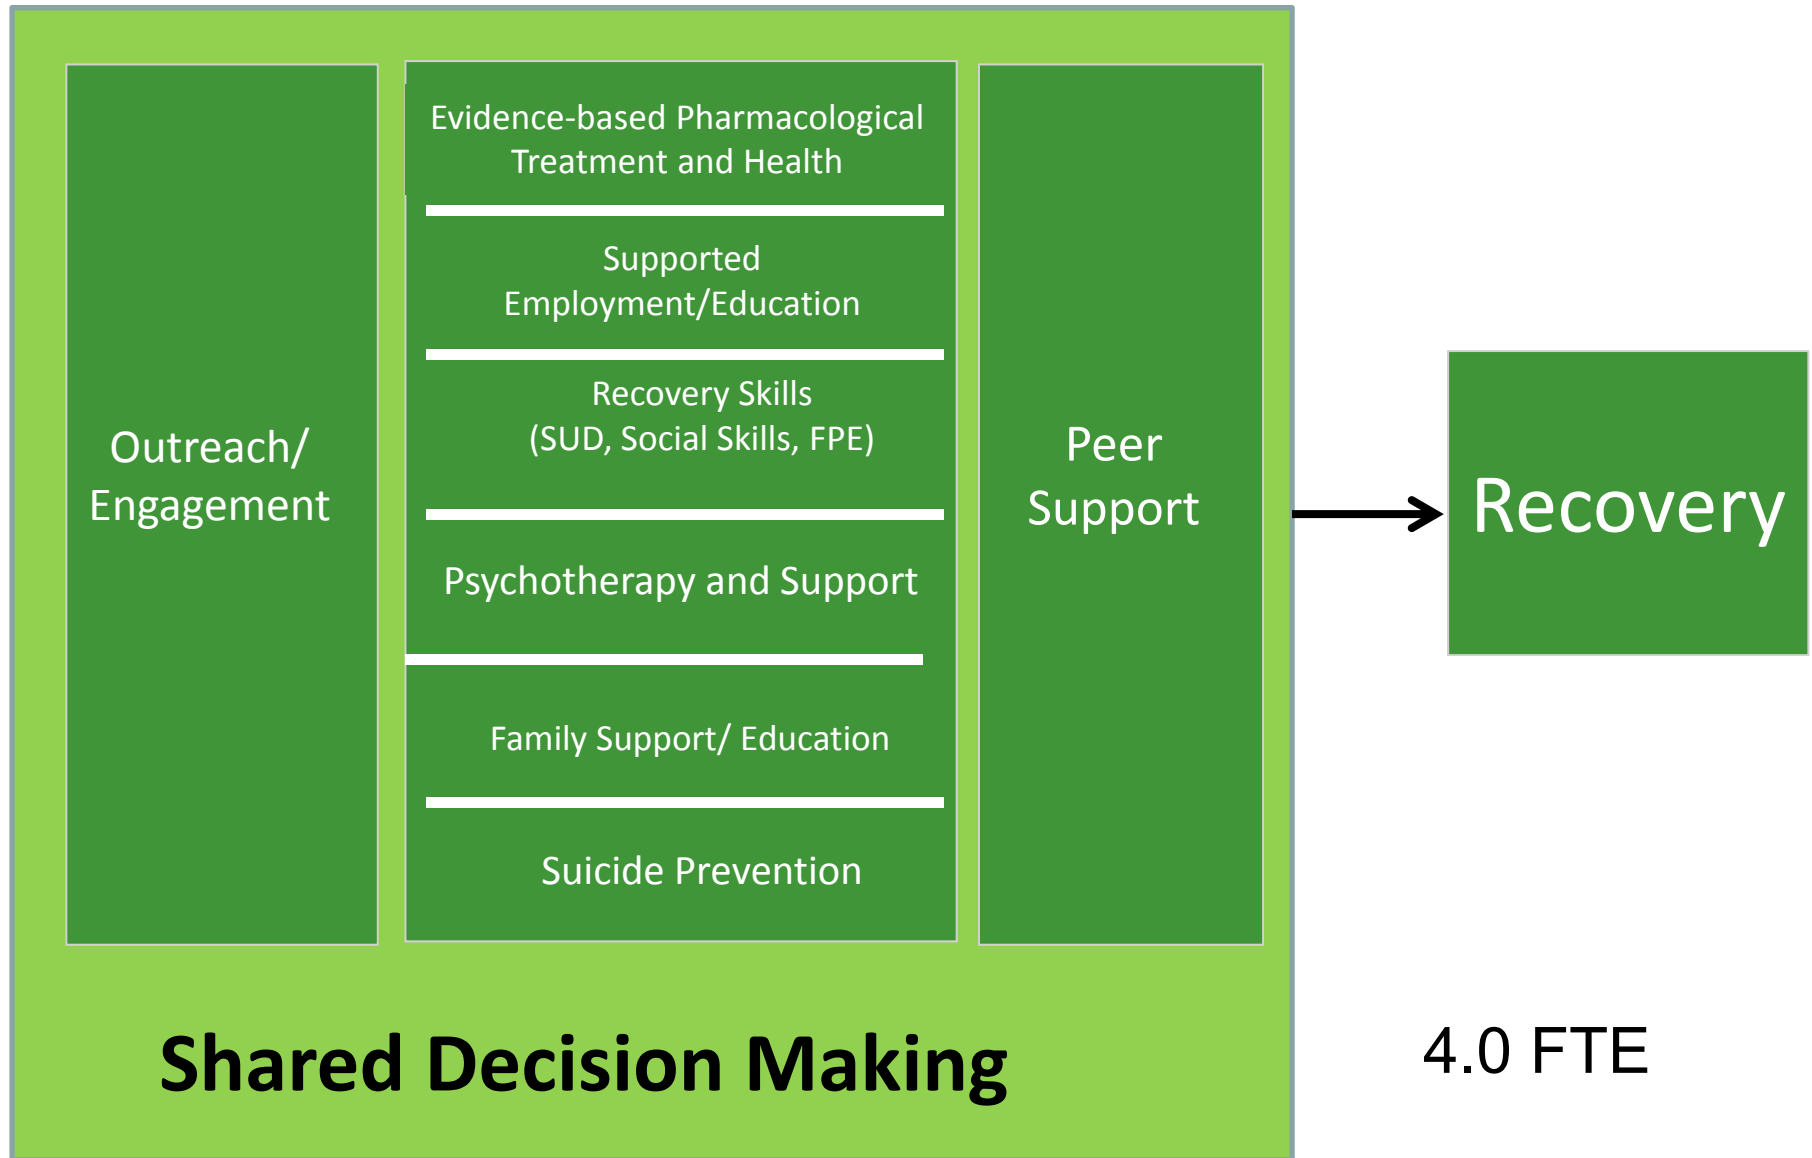 Outreach/
Engagement
Evidence-based Pharmacological
Treatment and Health
Supported
Employment/Education
Recovery Skills
(SUD, Social Skills, FPE)
Psychotherapy and Support
Family Support/ Education
Suicide Prevention
Peer
Support
Recovery
Shared Decision Making
4.0 FTE